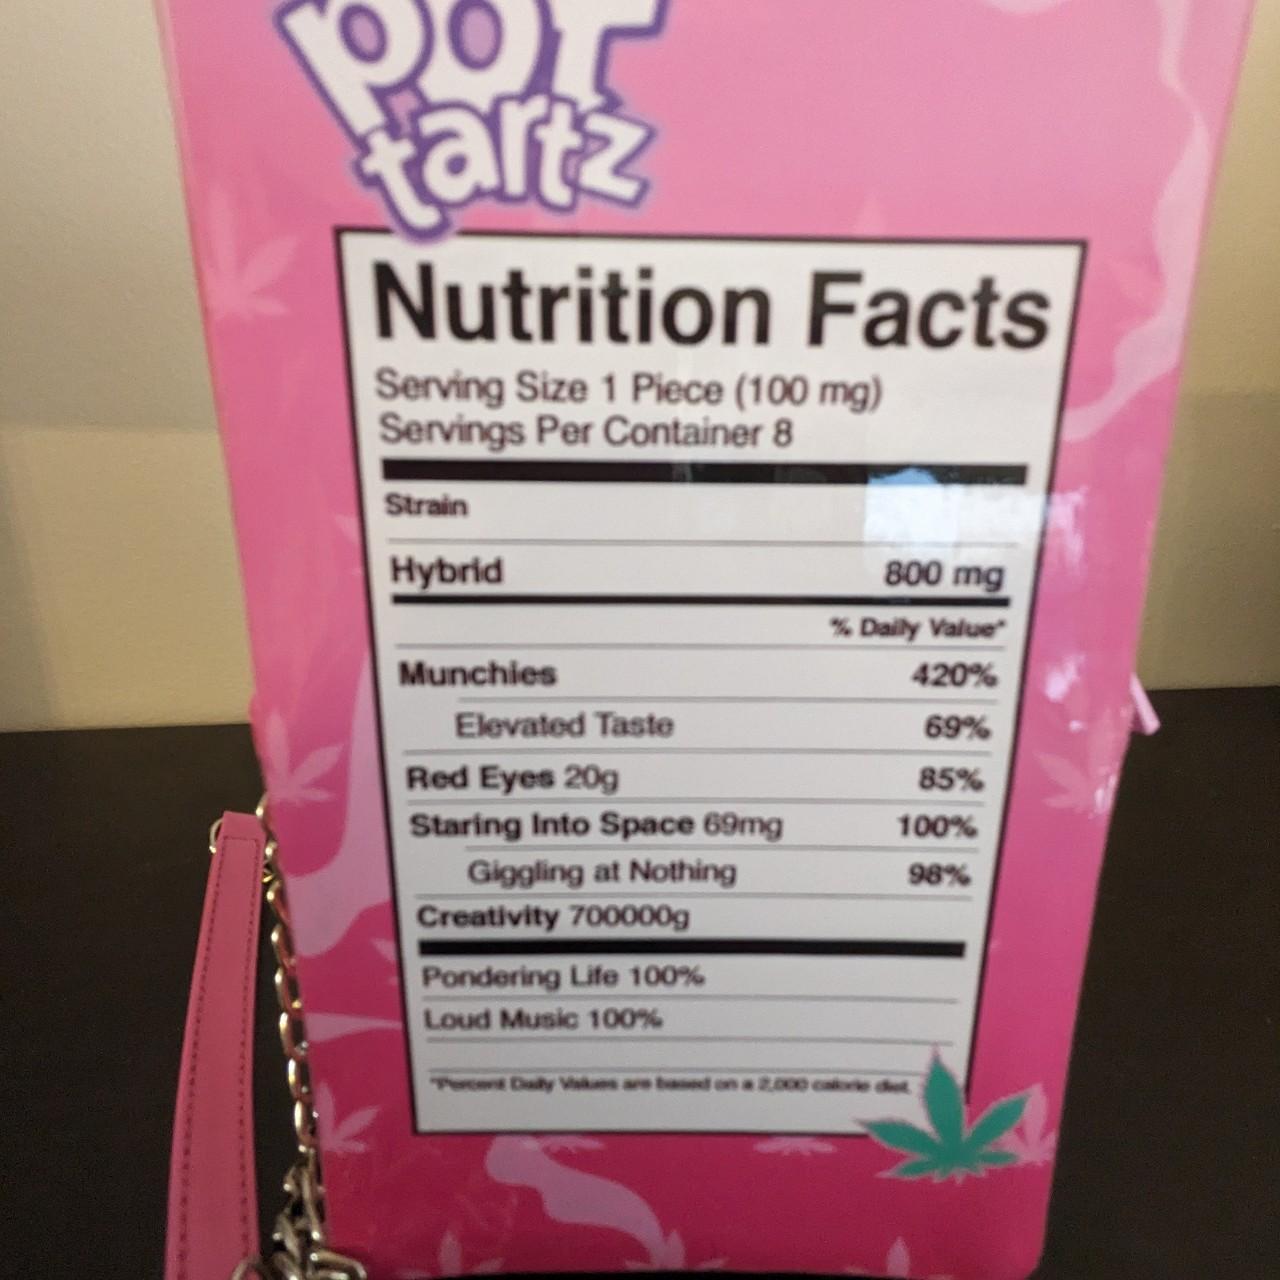 pot
tartz
Nutrition Facts
Serving Size 1 Piece (100 mg)
Servings Per Container 8
Strain
Hybrid 800 mg
% Daily Value*
Munchies 420%
Elevated Taste 69%
Red Eyes 20g 85%
Staring Into Space 69mg 100%
Giggling at Nothing 98%
Creativity 700000g
Pondering Life 100%
Loud Music 100%
*Percent Daily Values are based on a 2,000 calorie diet.